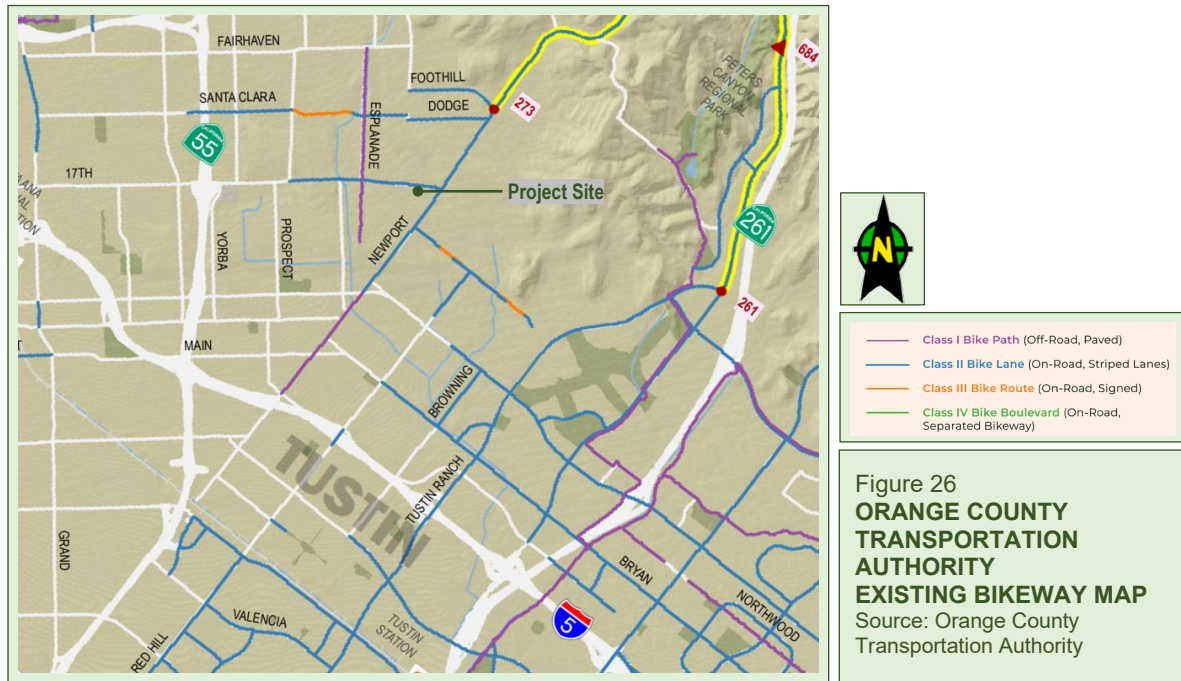 FAIRHAVEN
FOOTHILL
DODGE
SANTA CLARA
ESPLANADE
273
684
PETERS
CANYON
REGIONAL
PARK
CALIFORNIA
55
17TH
Project Site
YORBA
PROSPECT
NEWPORT
CALIFORNIA
261
261
MAIN
BROWNING
TUSTIN
TUSTIN RANCH
GRAND
VALENCIA
RED HILL
TUSTIN
STATION
5
BRYAN
NORTHWOOD
N
Class I Bike Path (Off-Road, Paved)
Class II Bike Lane (On-Road, Striped Lanes)
Class III Bike Route (On-Road, Signed)
Class IV Bike Boulevard (On-Road,
Separated Bikeway)
Figure 26
ORANGE COUNTY
TRANSPORTATION
AUTHORITY
EXISTING BIKEWAY MAP
Source: Orange County
Transportation Authority